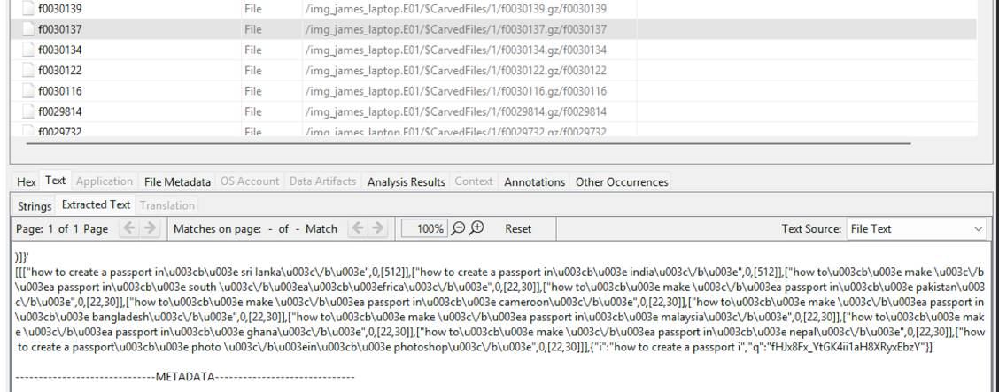 f0030139 File /img_james_laptop.E01/$CarvedFiles/1/f0030139.gz/f0030139
f0030137 File /img_james_laptop.E01/$CarvedFiles/1/f0030137.gz/f0030137
f0030134 File /img_james_laptop.E01/$CarvedFiles/1/f0030134.gz/f0030134
f0030122 File /img_james_laptop.E01/$CarvedFiles/1/f0030122.gz/f0030122
f0030116 File /img_james_laptop.E01/$CarvedFiles/1/f0030116.gz/f0030116
f0029814 File /img_james_laptop.E01/$CarvedFiles/1/f0029814.gz/f0029814
f0029732 File /img_james_laptop.E01/$CarvedFiles/1/f0029732.gz/f0029732
Hex Text Application File Metadata OS Account Data Artifacts Analysis Results Context Annotations Other Occurrences
Strings Extracted Text Translation
Page: 1 of 1 Page Matches on page: - of - Match 100% Reset Text Source: File Text
)]}'
[[["how to create a passport in\u003cb\u003e sri lanka\u003c\/b\u003e",0,[512]],["how to create a passport in\u003cb\u003e india\u003c\/b\u003e",0,[512]],["how to\u003cb\u003e make \u003c\/b
\u003ea passport in\u003cb\u003e south \u003c\/b\u003ea\u003cb\u003efrica\u003c\/b\u003e",0,[22,30]],["how to\u003cb\u003e make \u003c\/b\u003ea passport in\u003cb\u003e pakistan\u003
c\/b\u003e",0,[22,30]],["how to\u003cb\u003e make \u003c\/b\u003ea passport in\u003cb\u003e cameroon\u003c\/b\u003e",0,[22,30]],["how to\u003cb\u003e make \u003c\/b\u003ea passport in
\u003cb\u003e bangladesh\u003c\/b\u003e",0,[22,30]],["how to\u003cb\u003e make \u003c\/b\u003ea passport in\u003cb\u003e malaysia\u003c\/b\u003e",0,[22,30]],["how to\u003cb\u003e mak
e \u003c\/b\u003ea passport in\u003cb\u003e ghana\u003c\/b\u003e",0,[22,30]],["how to\u003cb\u003e make \u003c\/b\u003ea passport in\u003cb\u003e nepal\u003c\/b\u003e",0,[22,30]],["how
to create a passport\u003cb\u003e photo \u003c\/b\u003ein\u003cb\u003e photoshop\u003c\/b\u003e",0,[22,30]]],{"i":"how to create a passport i","q":"fHJx8Fx_YtGK4ii1aH8XRyxEbzY"}]
------------------------------METADATA------------------------------